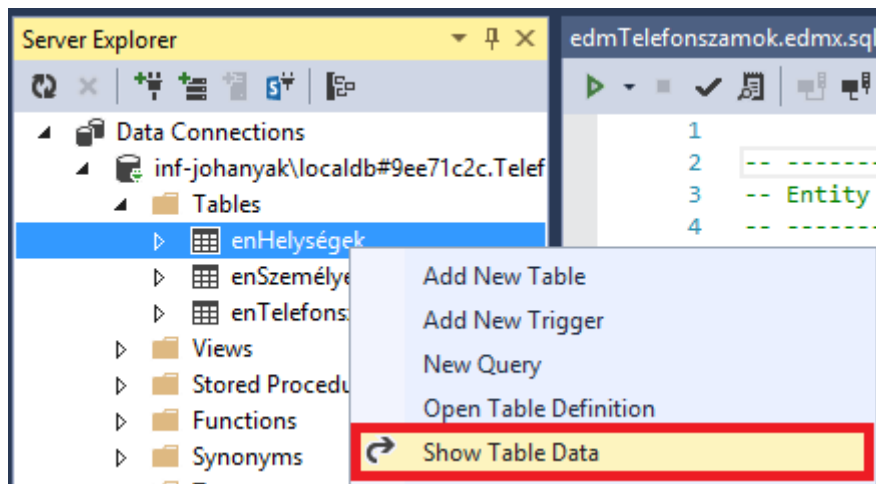 Server Explorer
edmTelefonszamok.edmx.sql
Data Connections
inf-johanyak\localdb#9ee71c2c.Telef
Tables
enHelységek
enSzemélye
enTelefons
Views
Stored Procedu
Functions
Synonyms
Add New Table
Add New Trigger
New Query
Open Table Definition
Show Table Data
1
2 -- -------
3 -- Entity
4 -- -------